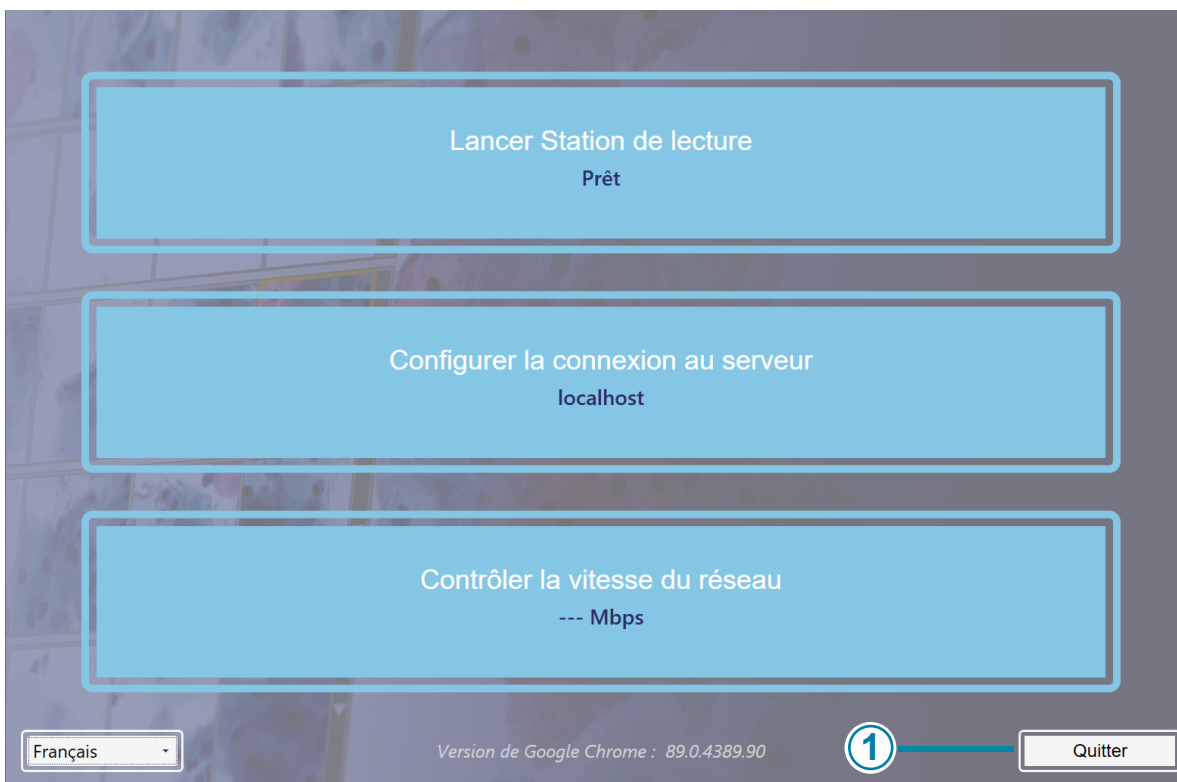 Lancer Station de lecture
Prêt
Configurer la connexion au serveur
localhost
Contrôler la vitesse du réseau
--- Mbps
Français
Version de Google Chrome : 89.0.4389.90
1
Quitter